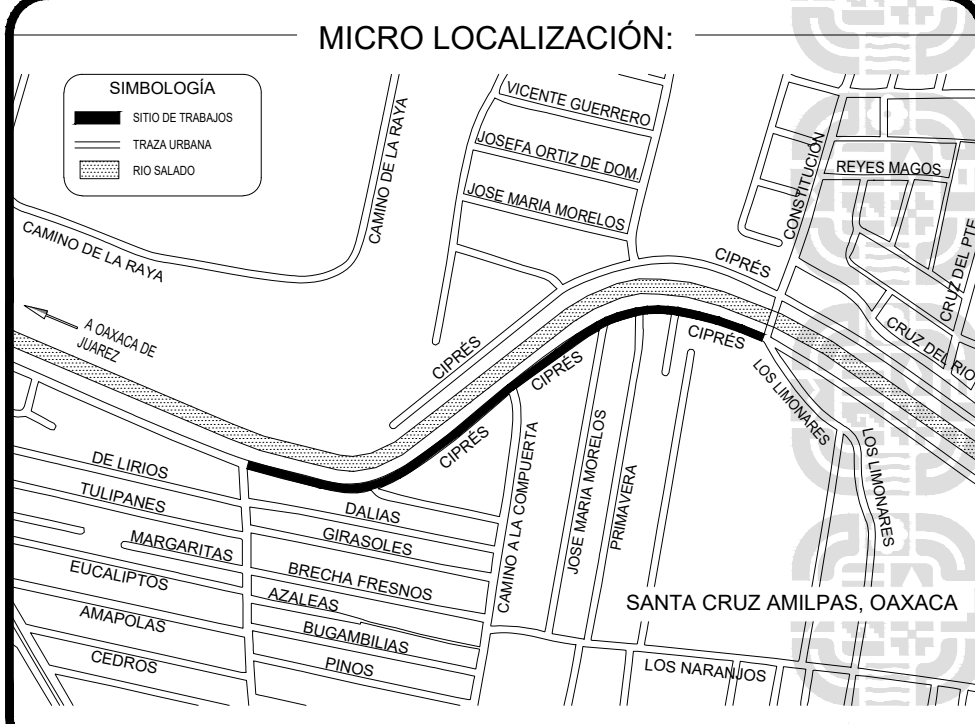 MICRO LOCALIZACIÓN:
SIMBOLOGÍA
SITIO DE TRABAJOS
TRAZA URBANA
RIO SALADO
CAMINO DE LA RAYA
CAMINO DE LA RAYA
VICENTE GUERRERO
JOSEFA ORTIZ DE DOM.
JOSE MARIA MORELOS
CONSTITUCIÓN
REYES MAGOS
CRUZ DEL PTE
CIPRÉS
CRUZ DEL RIO
A OAXACA DE
JUAREZ
CIPRÉS
CIPRÉS
CIPRÉS
CIPRÉS
LOS LIMONARES
LOS LIMONARES
DE LIRIOS
TULIPANES
MARGARITAS
EUCALIPTOS
AMAPOLAS
CEDROS
DALIAS
GIRASOLES
BRECHA FRESNOS
AZALEAS
BUGAMBILIAS
PINOS
CAMINO A LA COMPUERTA
JOSE MARIA MORELOS
PRIMAVERA
SANTA CRUZ AMILPAS, OAXACA
LOS NARANJOS